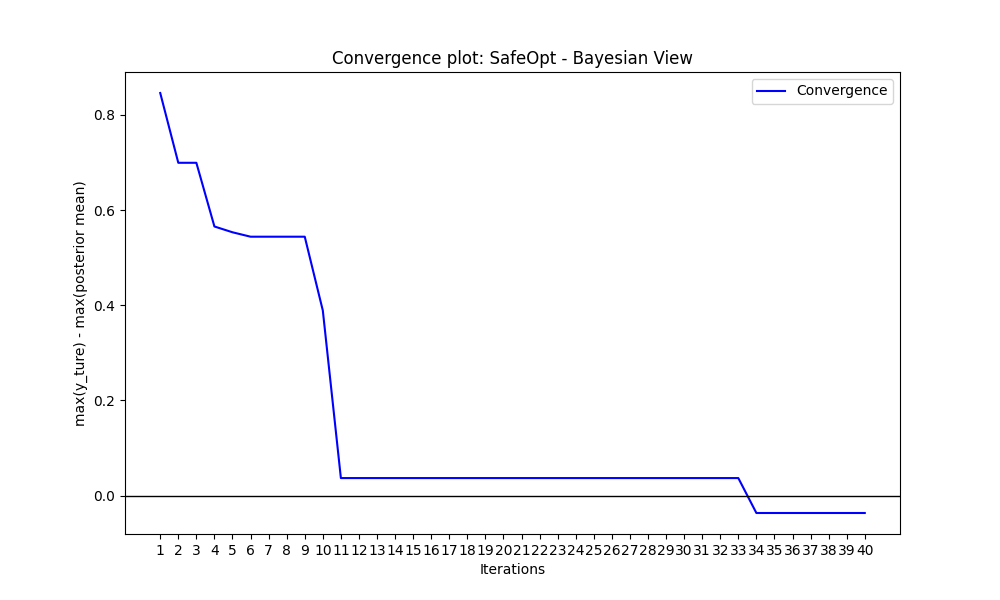 Convergence plot: SafeOpt - Bayesian View
Convergence
max(y_ture) - max(posterior mean)
0.8
0.6
0.4
0.2
0.0
1 2 3 4 5 6 7 8 9 10 11 12 13 14 15 16 17 18 19 20 21 22 23 24 25 26 27 28 29 30 31 32 33 34 35 36 37 38 39 40
Iterations